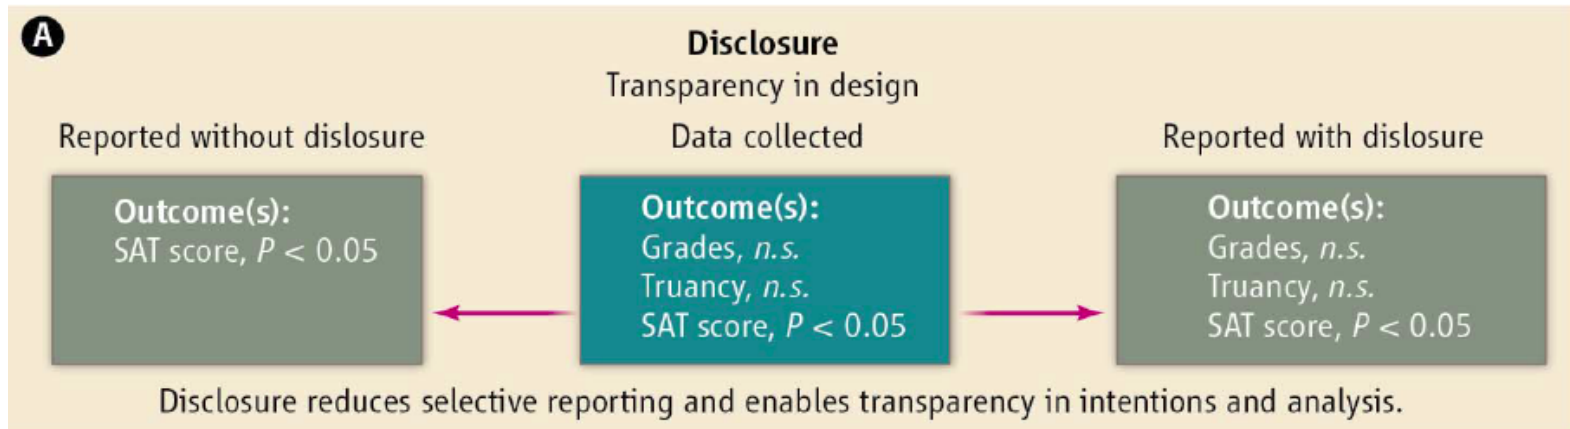 A
Disclosure
Transparency in design
Reported without dislosure
Data collected
Reported with dislosure
Outcome(s):
SAT score, P < 0.05
Outcome(s):
Grades, n.s.
Truancy, n.s.
SAT score, P < 0.05
Outcome(s):
Grades, n.s.
Truancy, n.s.
SAT score, P < 0.05
Disclosure reduces selective reporting and enables transparency in intentions and analysis.